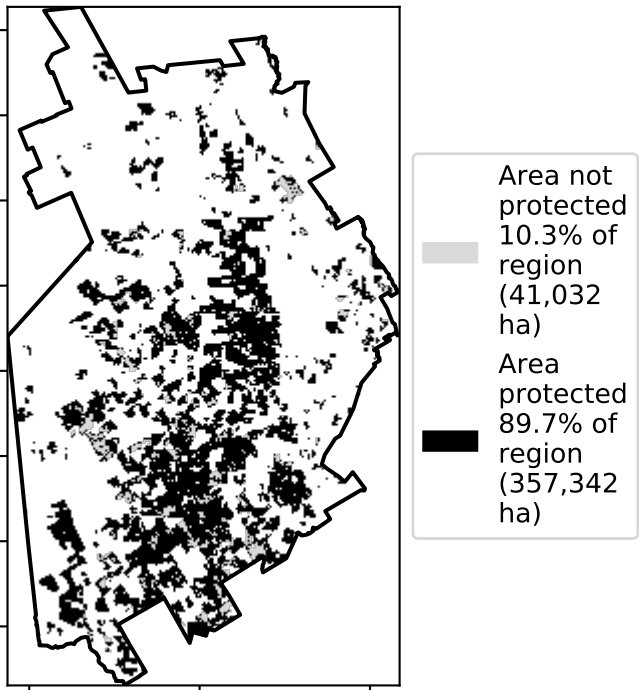 Area not
protected
10.3% of
region
(41,032
ha)
Area
protected
89.7% of
region
(357,342
ha)